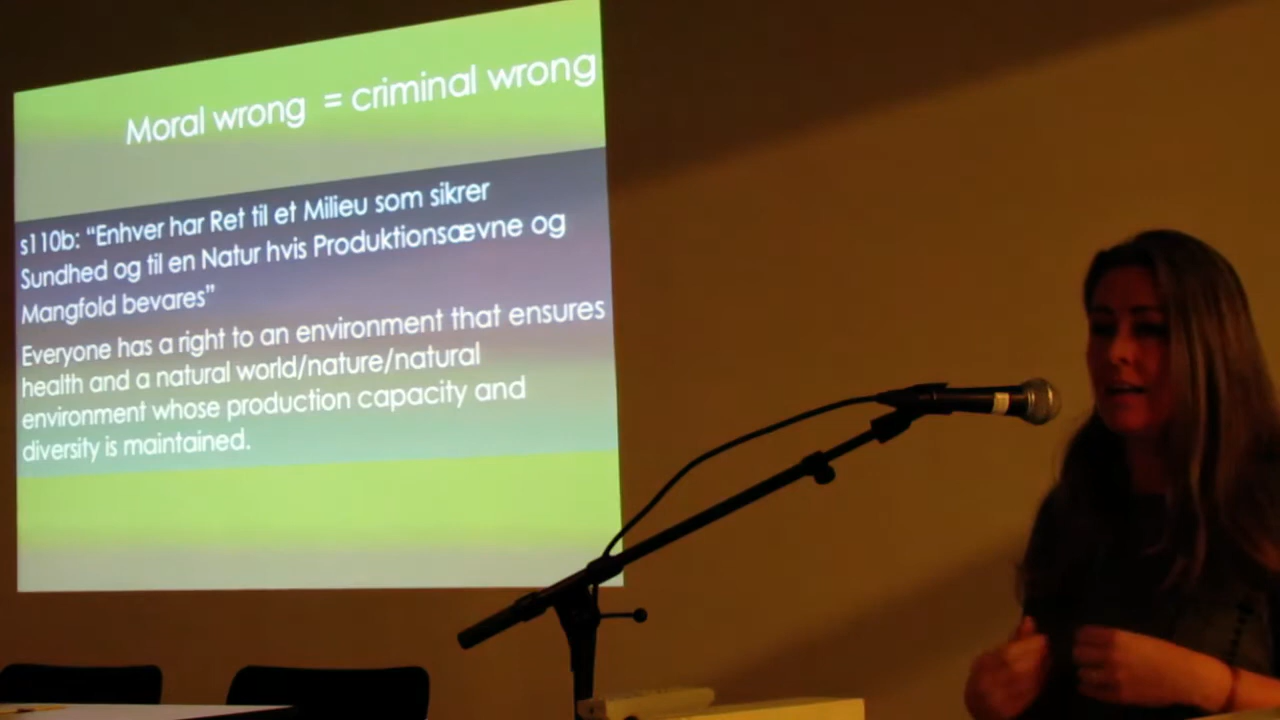 Moral wrong = criminal wrong
s110b: “Enhver har Ret til et Milieu som sikrer
Sundhed og til en Natur hvis Produktionsævne og
Mangfold bevares”
Everyone has a right to an environment that ensures
health and a natural world/nature/natural
environment whose production capacity and
diversity is maintained.